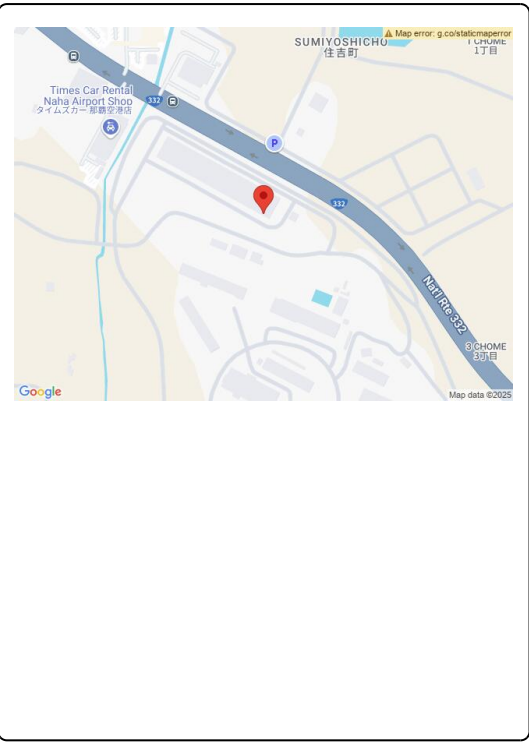 Map error: g.co/staticmaperror
SUMIYOSHICHO
住吉町
1 CHOME
1丁目
Times Car Rental
Naha Airport Shop
タイムズカー 那覇空港店
332
P
332
Nat'l Rte 332
3 CHOME
3丁目
Google
Map data ©2025